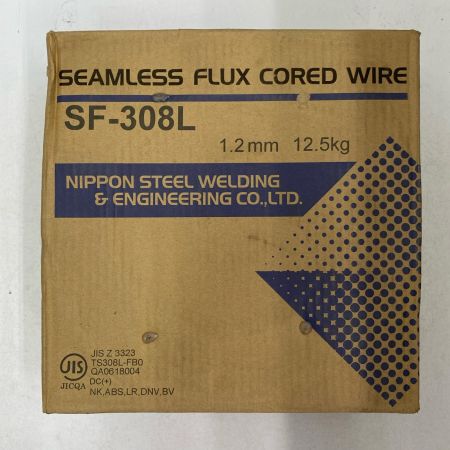 SEAMLESS FLUX CORED WIRE
SF-308L
1.2mm 12.5kg
NIPPON STEEL WELDING
& ENGINEERING CO.,LTD.
JIS
JICQA
JIS Z 3323
TS308L-FB0
QA0618004
DC(+)
NK,ABS,LR,DNV,BV